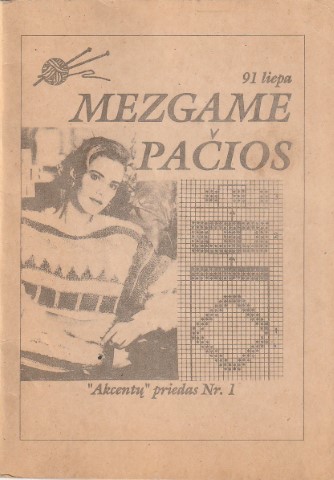 91 liepa
MEZGAME
PAČIOS
"Akcentų" priedas Nr. 1